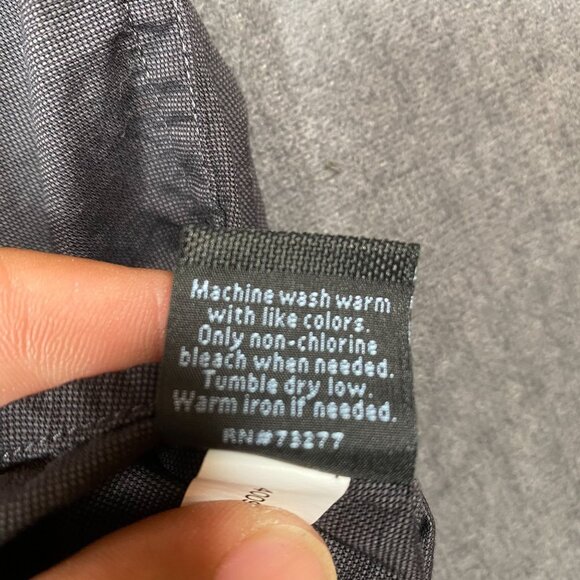 Machine wash warm
with like colors.
Only non-chlorine
bleach when needed.
Tumble dry low.
Warm iron if needed.
RN#73277